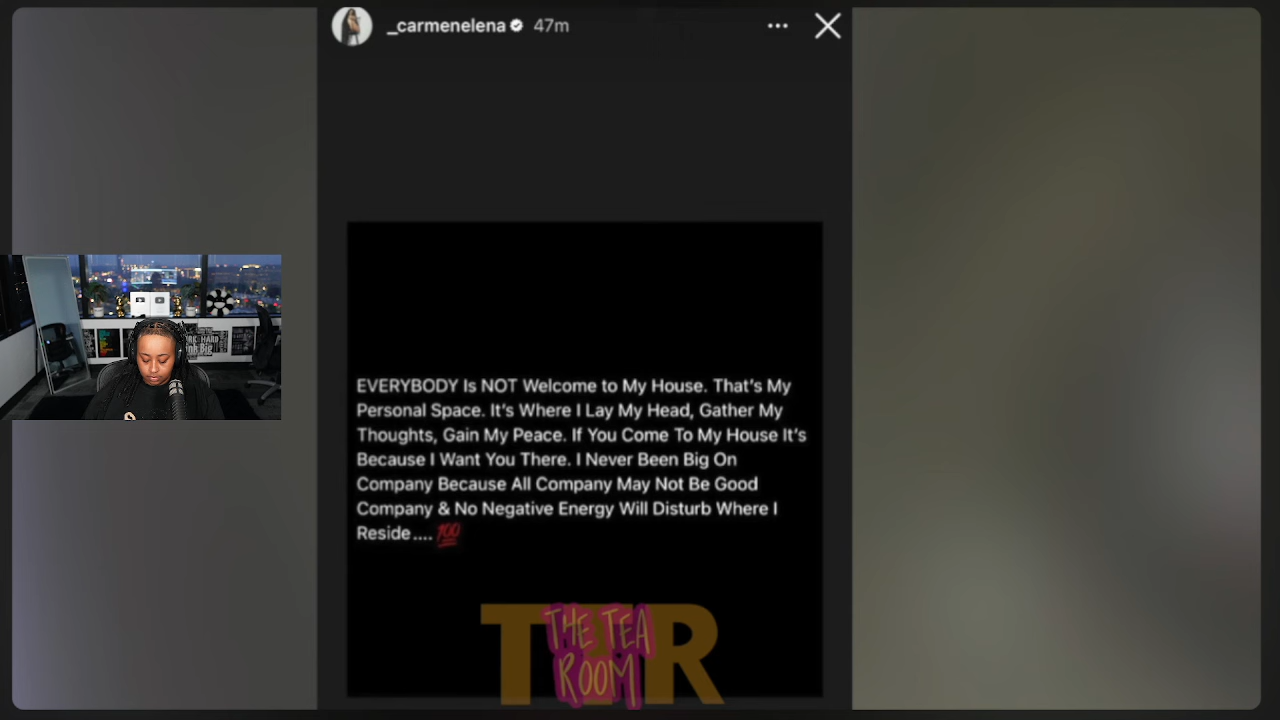 _carmenelena 47m
EVERYBODY Is NOT Welcome to My House. That's My
Personal Space. It's Where I Lay My Head, Gather My
Thoughts, Gain My Peace. If You Come To My House It's
Because I Want You There. I Never Been Big On
Company Because All Company May Not Be Good
Company & No Negative Energy Will Disturb Where I
Reside.... 💯
THE TEA
ROOM